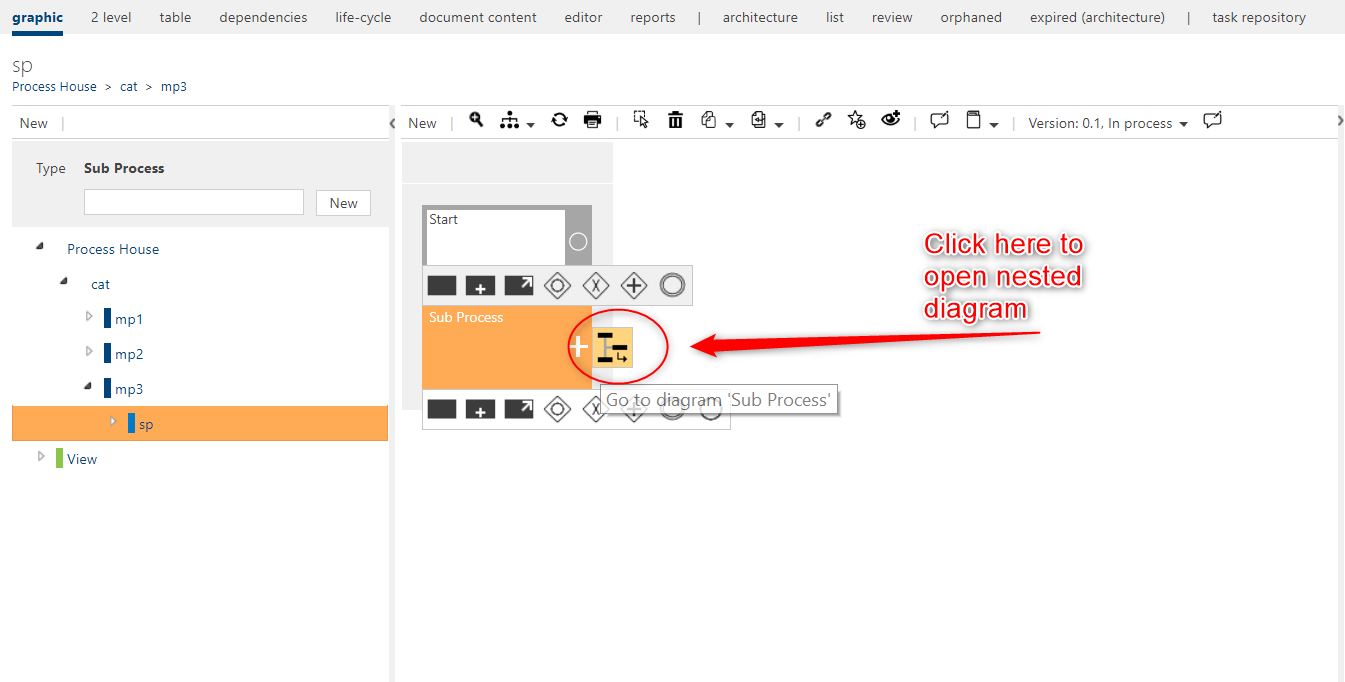 graphic 2 level table dependencies life-cycle document content editor reports | architecture list review orphaned expired (architecture) | task repository
sp
Process House > cat > mp3
New |
New | | | | | Version: 0.1, In process
Type Sub Process
New
Process House
cat
mp1
mp2
mp3
sp
View
Start
Sub Process
Go to diagram 'Sub Process'
Click here to
open nested
diagram